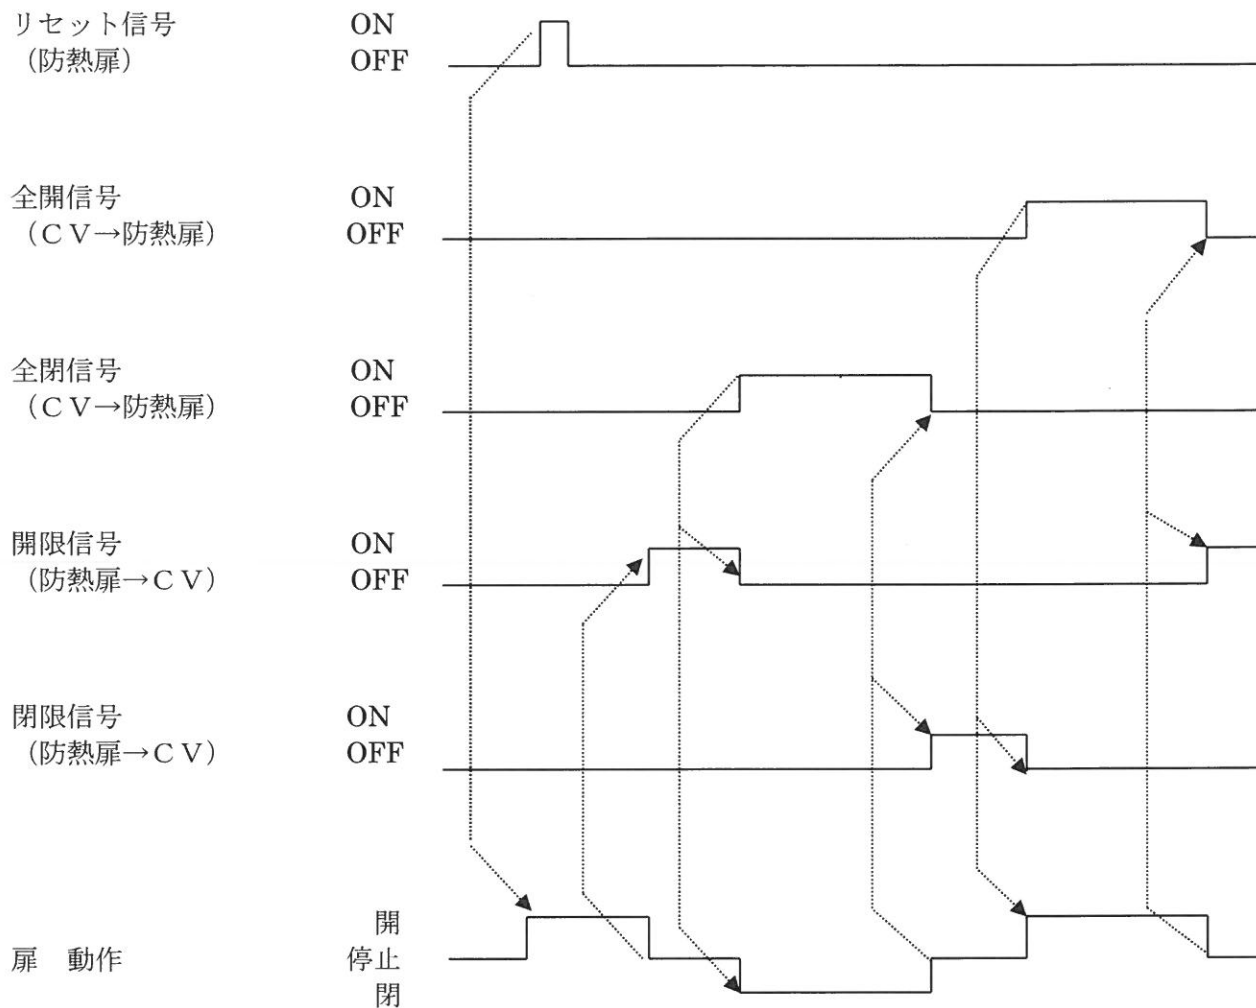 リセット信号 ON
（防熱扉） OFF
全開信号 ON
（ＣＶ→防熱扉） OFF
全閉信号 ON
（ＣＶ→防熱扉） OFF
開限信号 ON
（防熱扉→ＣＶ） OFF
閉限信号 ON
（防熱扉→ＣＶ） OFF
開
扉　動作 停止
閉